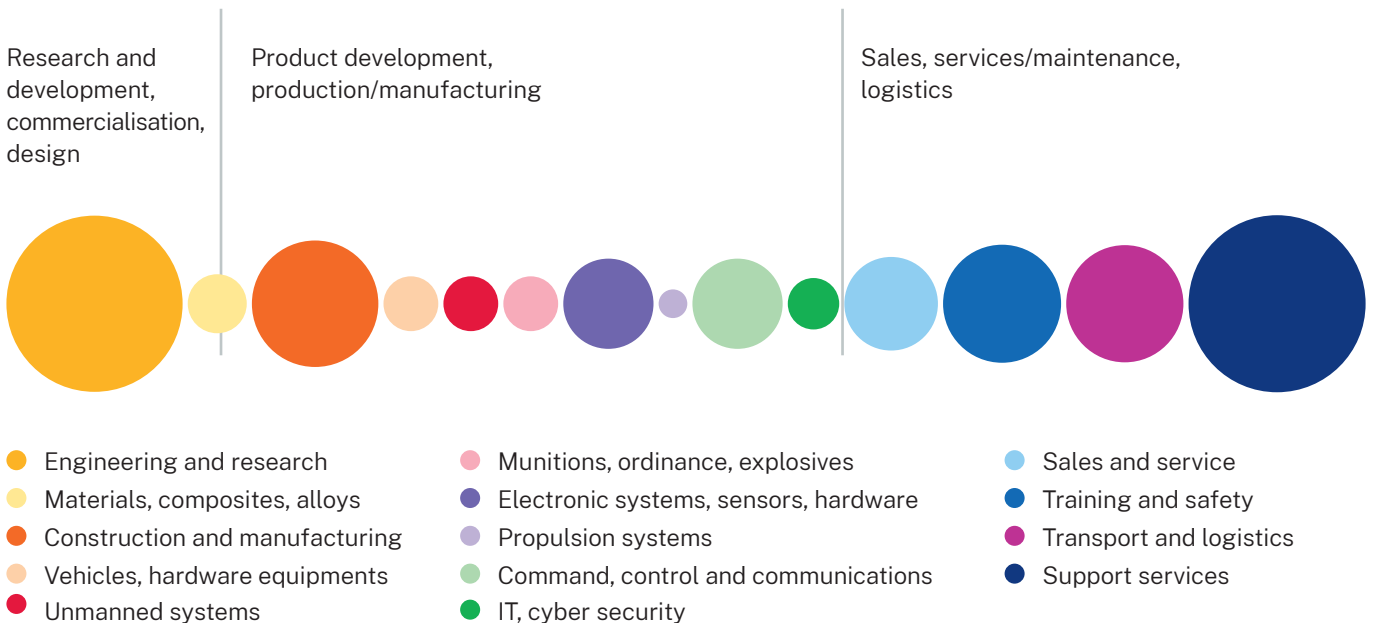 Research and
development,
commercialisation,
design
Product development,
production/manufacturing
Sales, services/maintenance,
logistics
Engineering and research
Materials, composites, alloys
Construction and manufacturing
Vehicles, hardware equipments
Unmanned systems
Munitions, ordinance, explosives
Electronic systems, sensors, hardware
Propulsion systems
Command, control and communications
IT, cyber security
Sales and service
Training and safety
Transport and logistics
Support services